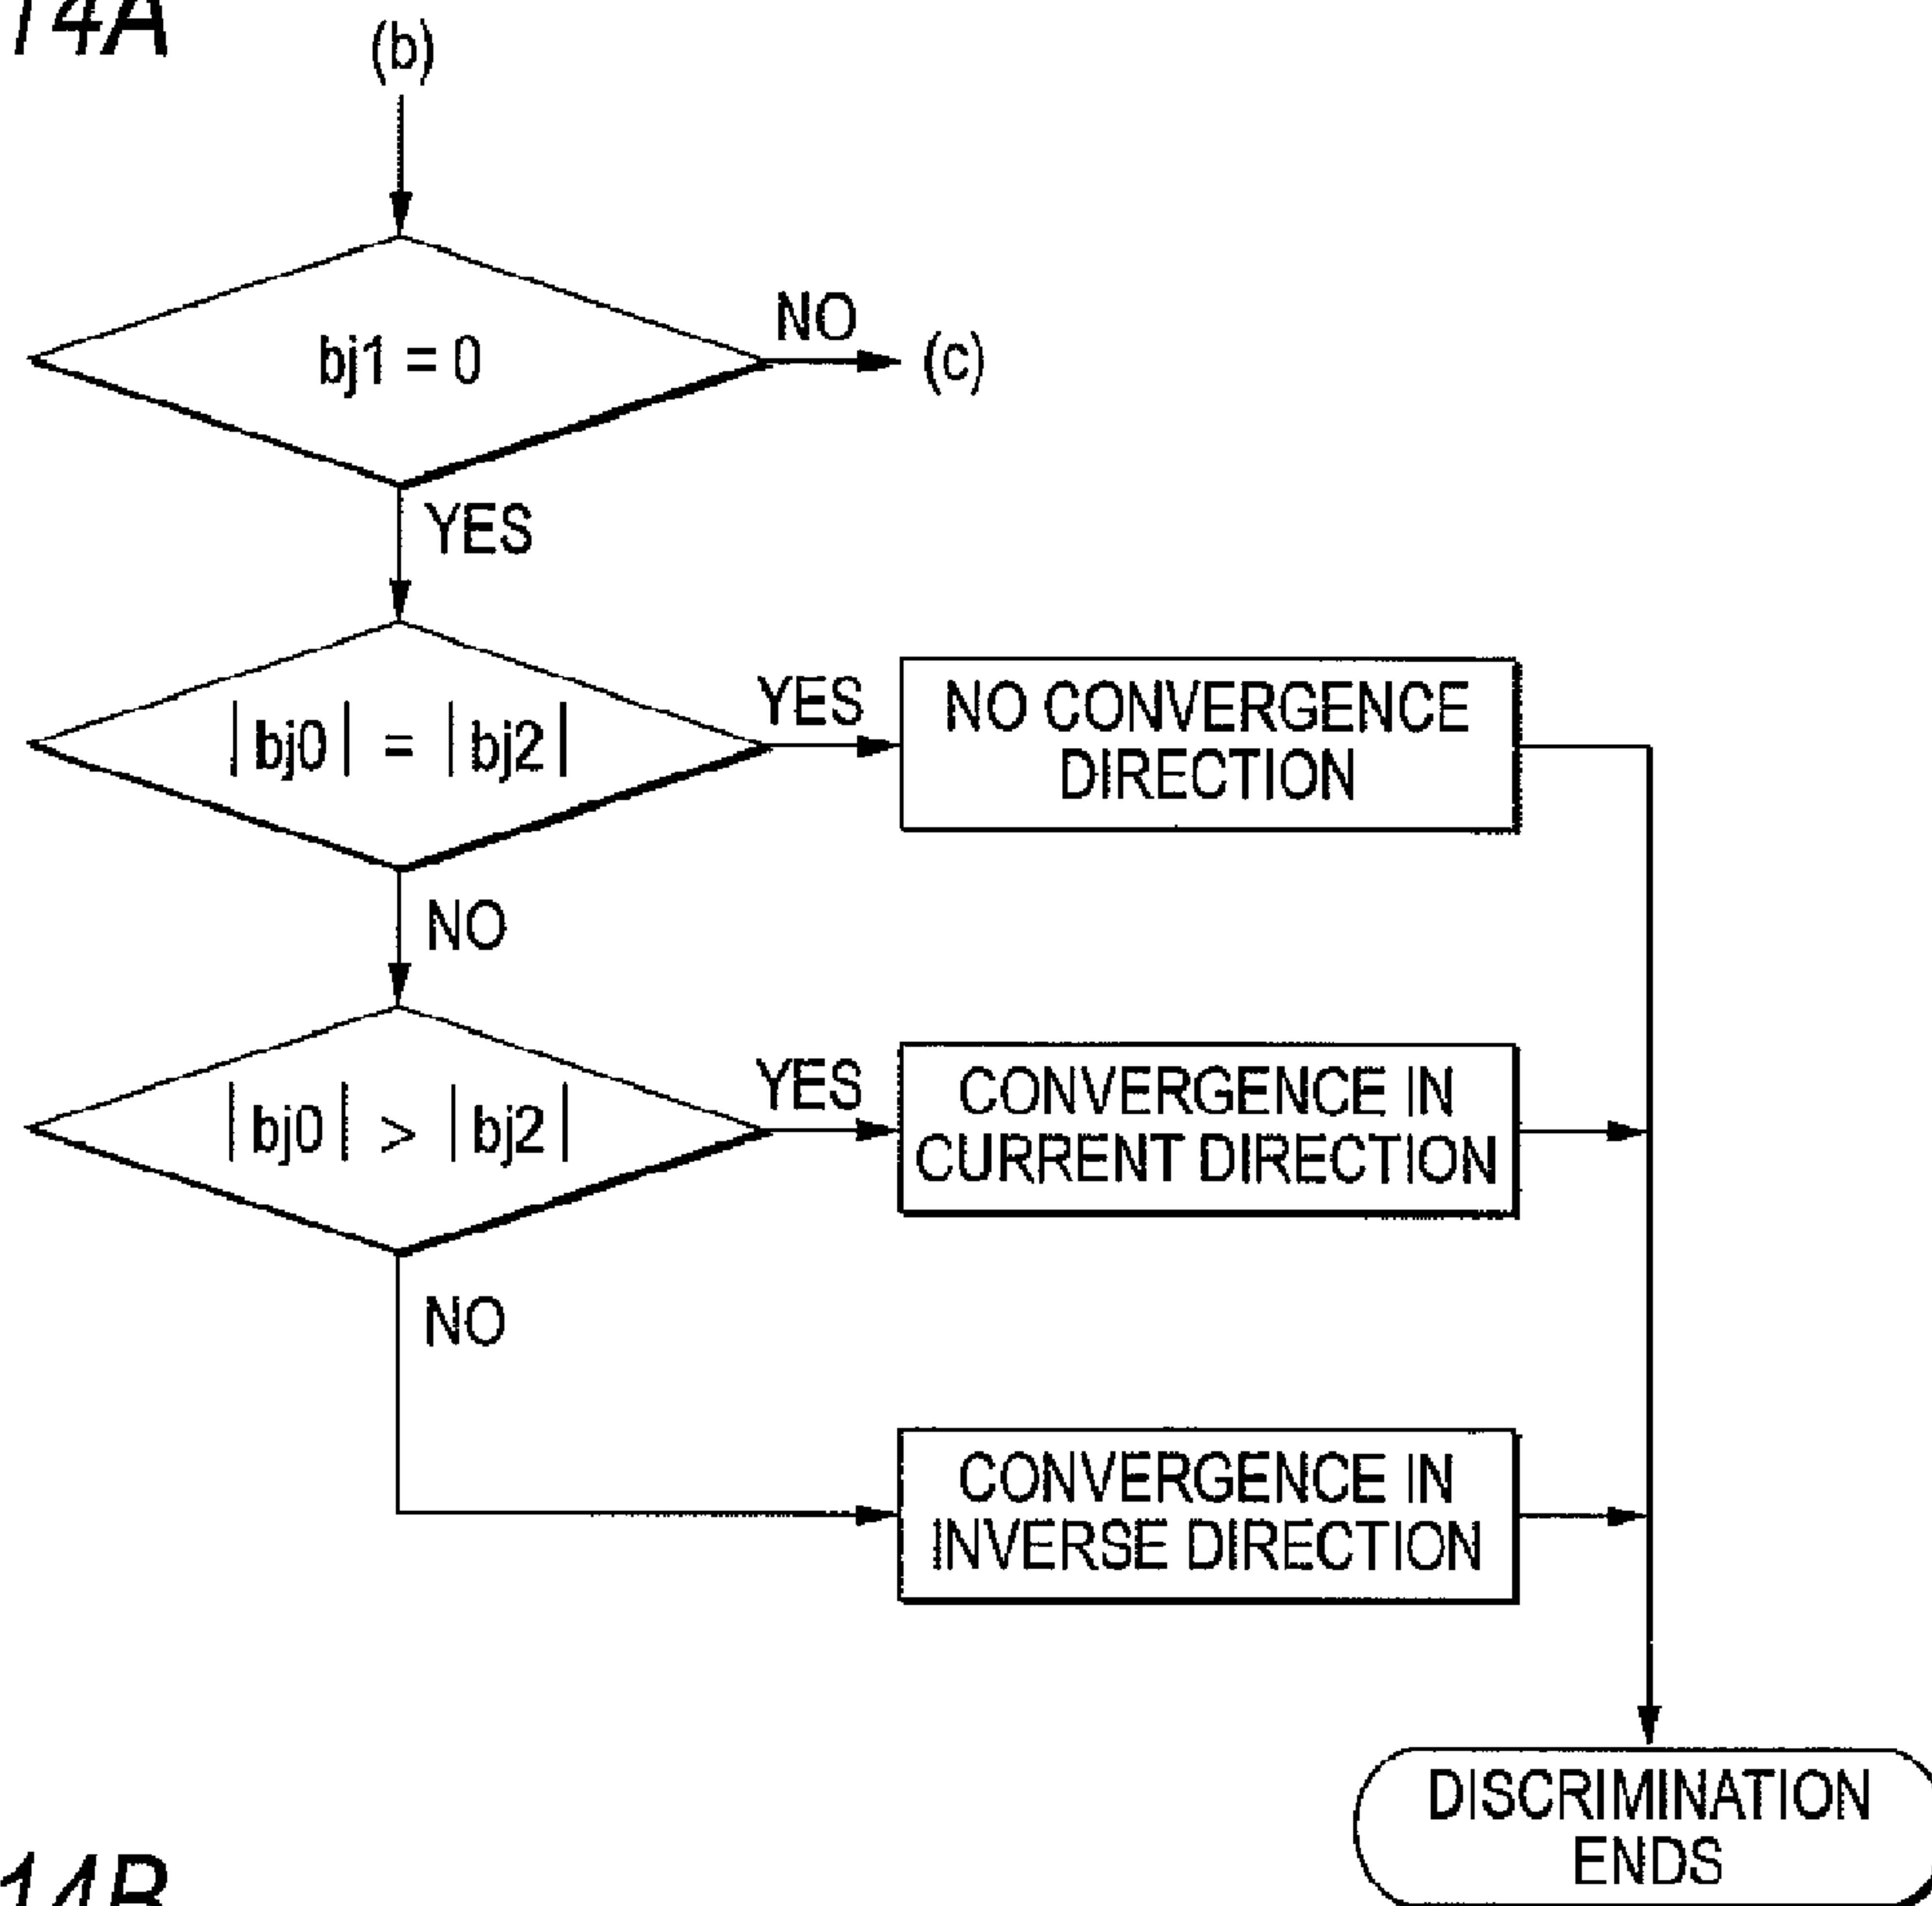 14A
(b)
bj1 = 0
NO
(c)
YES
|bj0| = |bj2|
YES
NO CONVERGENCE
DIRECTION
NO
|bj0| > |bj2|
YES
CONVERGENCE IN
CURRENT DIRECTION
NO
CONVERGENCE IN
INVERSE DIRECTION
DISCRIMINATION
ENDS
14B